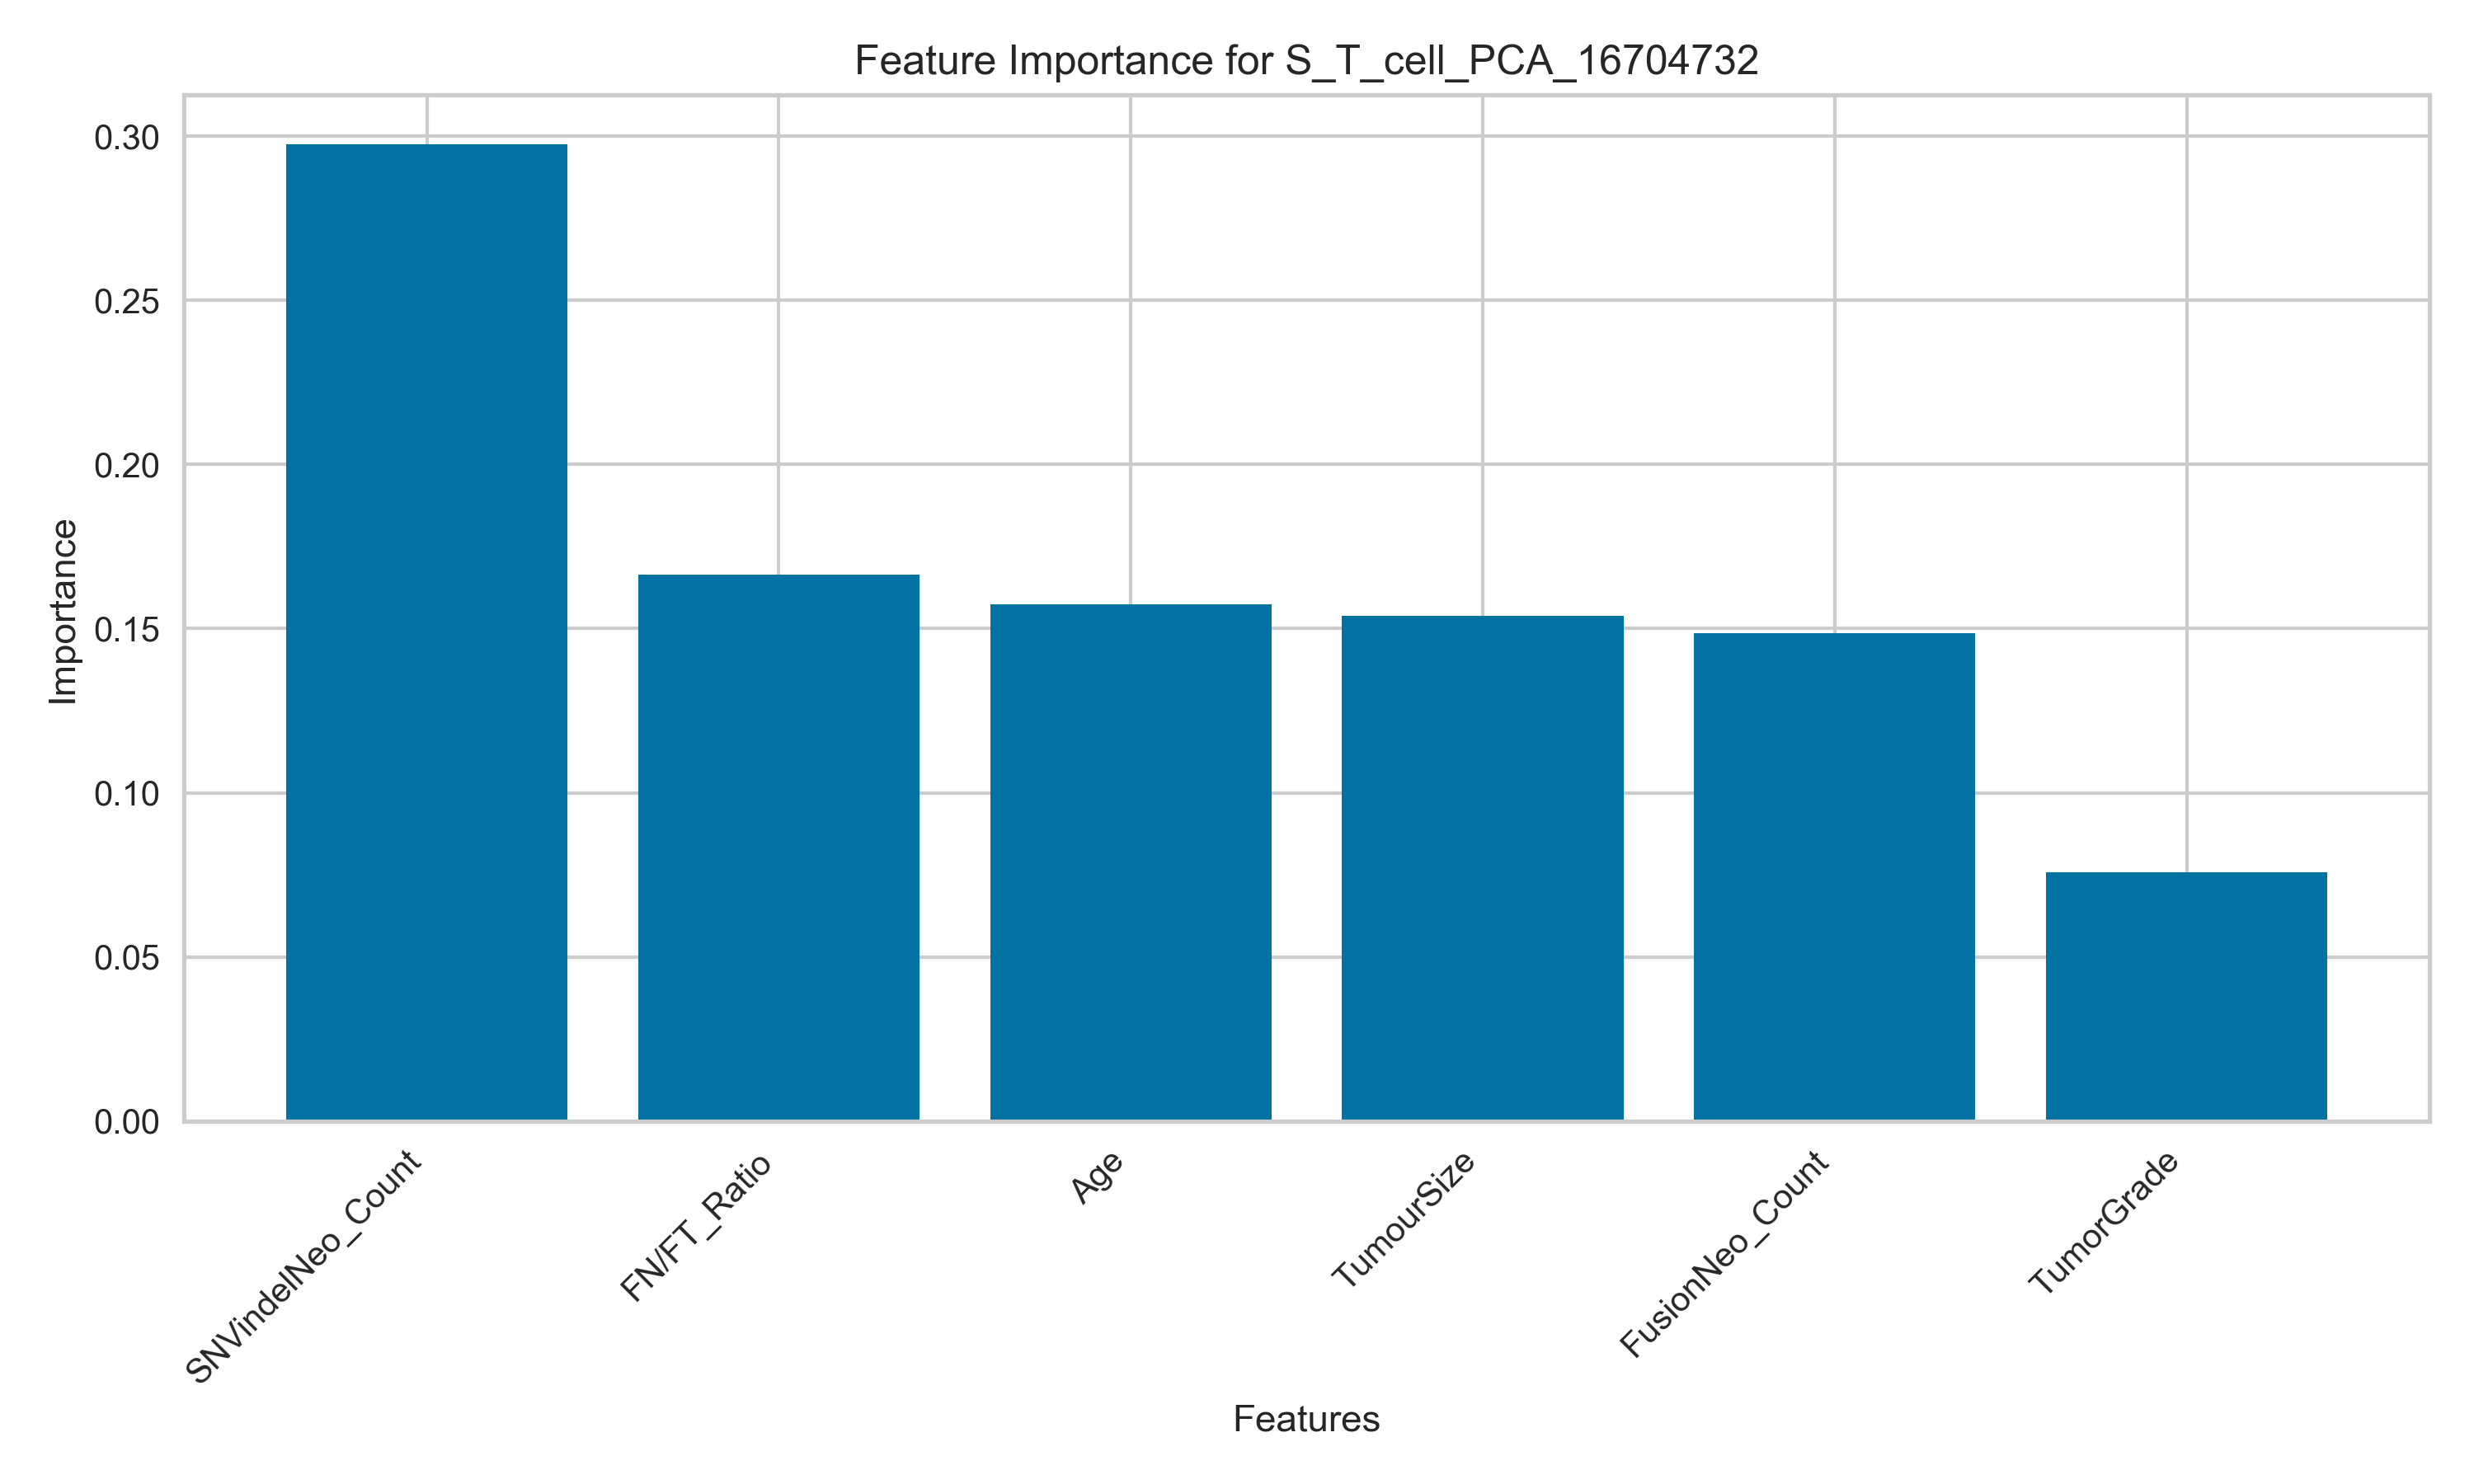 Feature Importance for S_T_cell_PCA_16704732
0.30
0.25
0.20
0.15
0.10
0.05
0.00
Importance
SNVindelNeo_Count
FN/FT_Ratio
Age
TumourSize
FusionNeo_Count
TumorGrade
Features